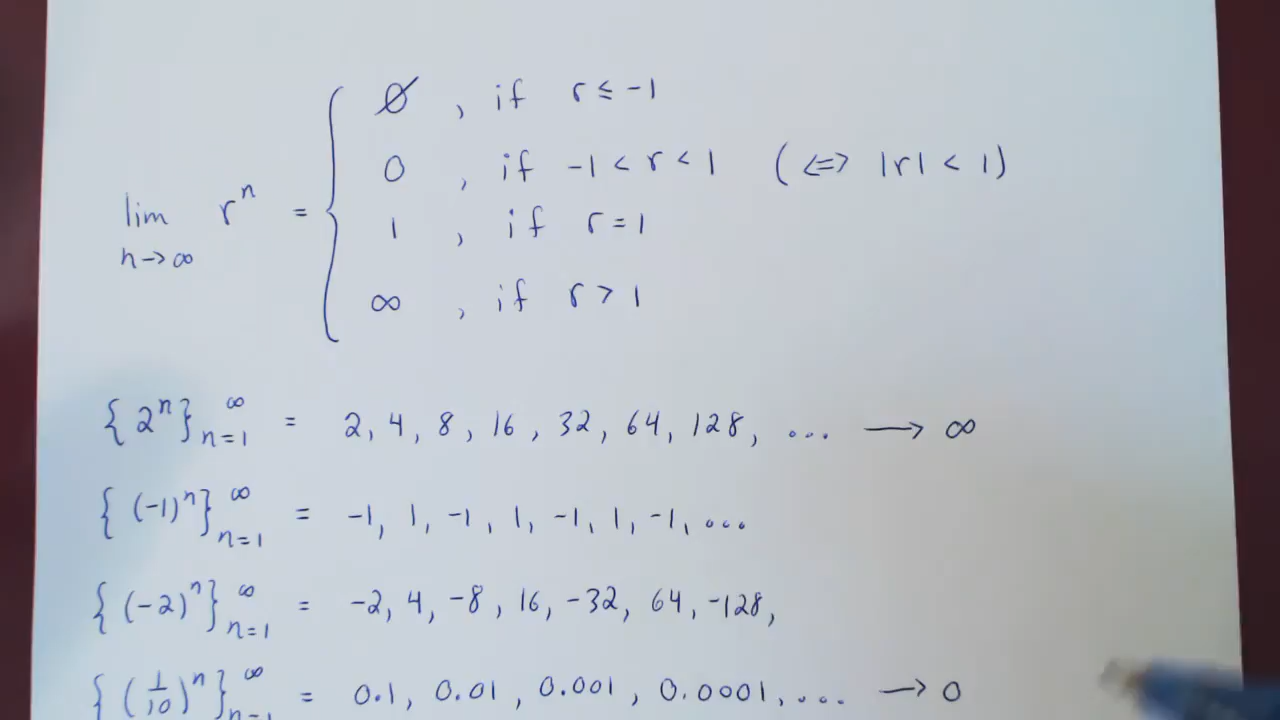 ∅ , if r ≤ -1
0 , if -1 < r < 1 (⇔ |r| < 1)
lim n→∞ rⁿ = {
1 , if r = 1
∞ , if r > 1
{2ⁿ}_{n=1}^{∞} = 2, 4, 8, 16, 32, 64, 128, ... → ∞
{(-1)ⁿ}_{n=1}^{∞} = -1, 1, -1, 1, -1, 1, -1, ...
{(-2)ⁿ}_{n=1}^{∞} = -2, 4, -8, 16, -32, 64, -128,
{(1/10)ⁿ}_{n=1}^{∞} = 0.1, 0.01, 0.001, 0.0001, ... → 0